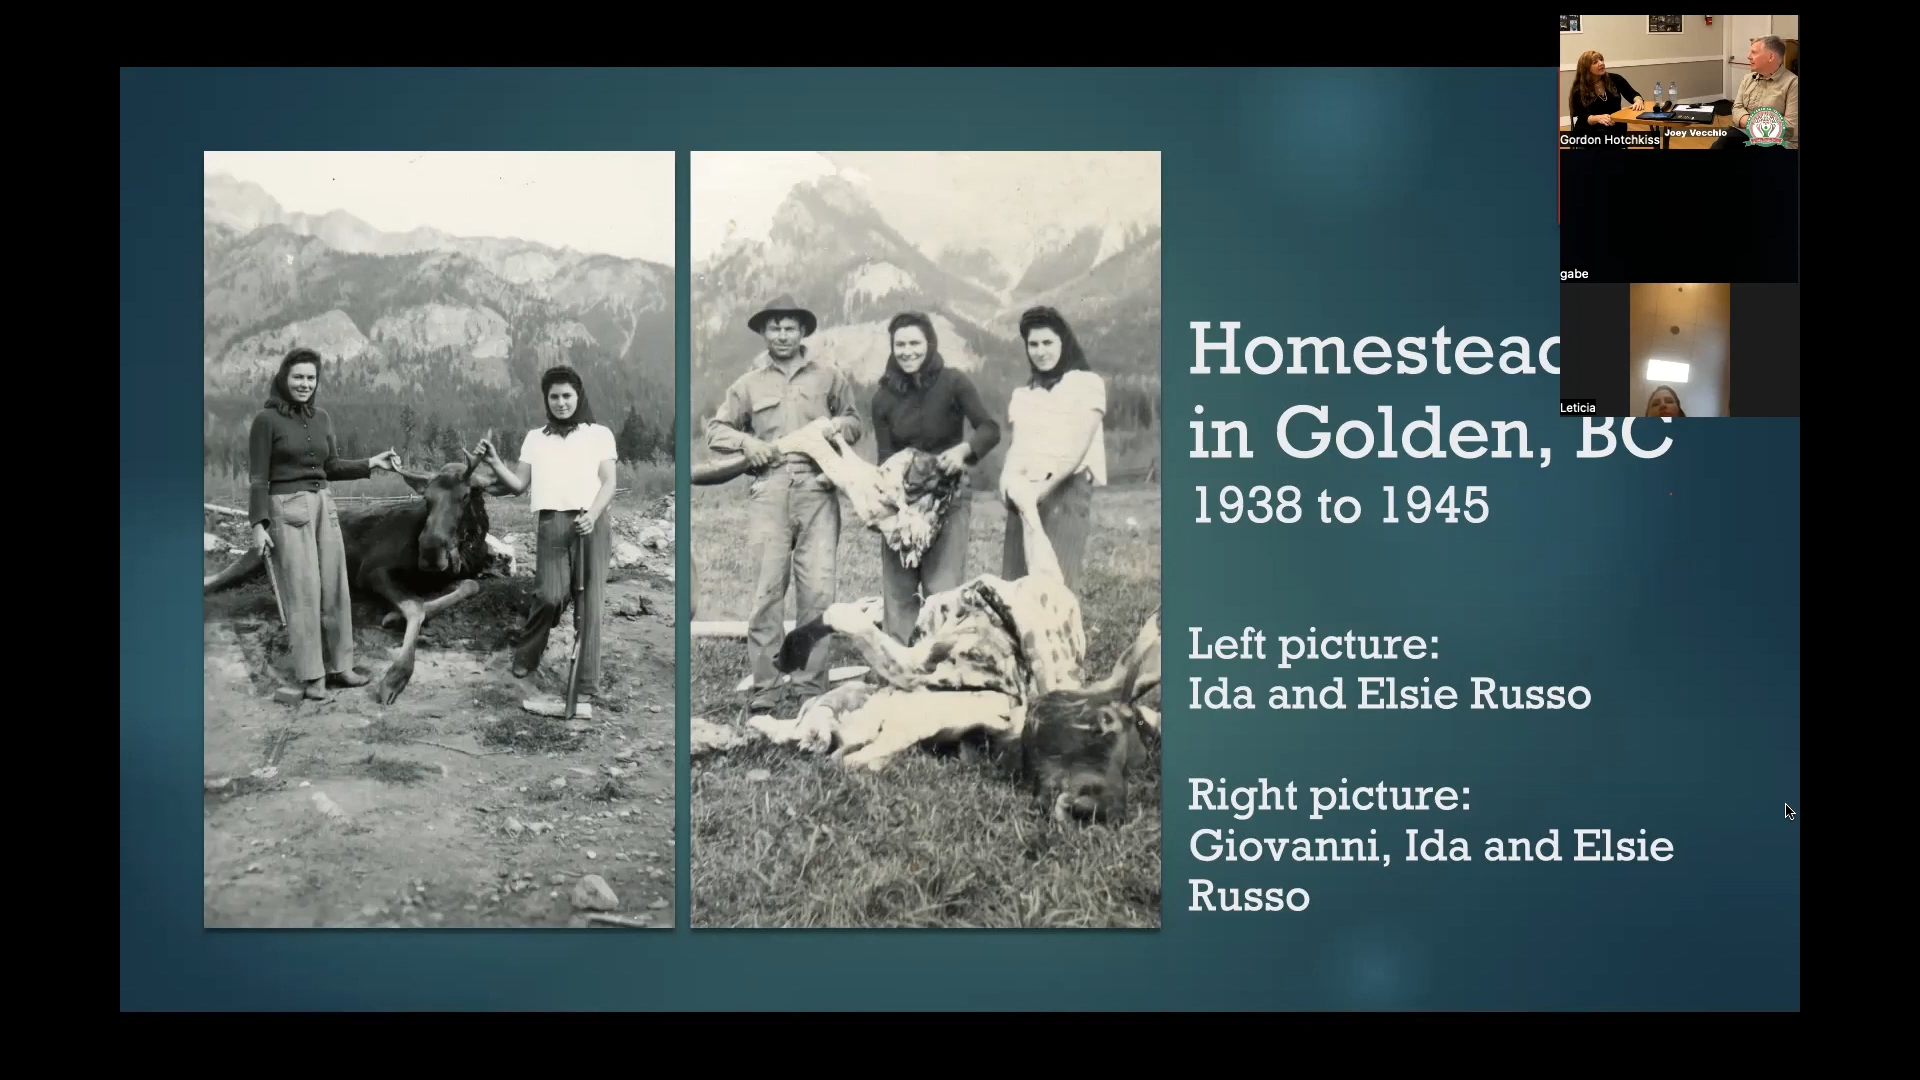 Homestead
in Golden, BC
1938 to 1945
Left picture:
Ida and Elsie Russo
Right picture:
Giovanni, Ida and Elsie
Russo
Gordon Hotchkiss
Joey Vecchio
gabe
Leticia